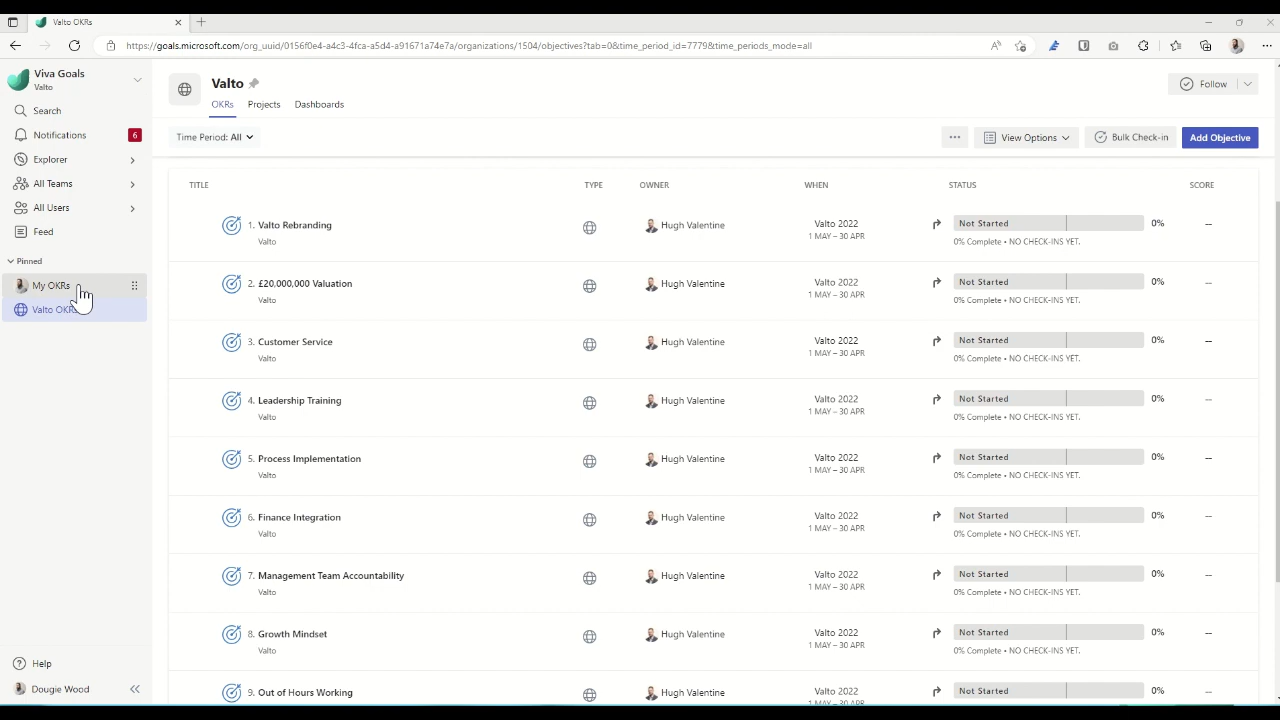 Valto OKRs
https://goals.microsoft.com/org_uuid/0156f0e4-a4c3-4fca-a5d4-a91671a74e7a/organizations/1504/objectives?tab=0&time_period_id=7779&time_periods_mode=all
Viva Goals
Valto
Search
Notifications 6
Explorer
All Teams
All Users
Feed
Pinned
My OKRs
Valto OKRs
Help
Dougie Wood
Valto
Follow
OKRs Projects Dashboards
Time Period: All
View Options
Bulk Check-in
Add Objective
TITLE TYPE OWNER WHEN STATUS SCORE
1. Valto Rebranding Hugh Valentine Valto 2022 Not Started 0% --
Valto 1 MAY – 30 APR 0% Complete • NO CHECK-INS YET.
2. £20,000,000 Valuation Hugh Valentine Valto 2022 Not Started 0% --
Valto 1 MAY – 30 APR 0% Complete • NO CHECK-INS YET.
3. Customer Service Hugh Valentine Valto 2022 Not Started 0% --
Valto 1 MAY – 30 APR 0% Complete • NO CHECK-INS YET.
4. Leadership Training Hugh Valentine Valto 2022 Not Started 0% --
Valto 1 MAY – 30 APR 0% Complete • NO CHECK-INS YET.
5. Process Implementation Hugh Valentine Valto 2022 Not Started 0% --
Valto 1 MAY – 30 APR 0% Complete • NO CHECK-INS YET.
6. Finance Integration Hugh Valentine Valto 2022 Not Started 0% --
Valto 1 MAY – 30 APR 0% Complete • NO CHECK-INS YET.
7. Management Team Accountability Hugh Valentine Valto 2022 Not Started 0% --
Valto 1 MAY – 30 APR 0% Complete • NO CHECK-INS YET.
8. Growth Mindset Hugh Valentine Valto 2022 Not Started 0% --
Valto 1 MAY – 30 APR 0% Complete • NO CHECK-INS YET.
9. Out of Hours Working Hugh Valentine Valto 2022 Not Started 0% --